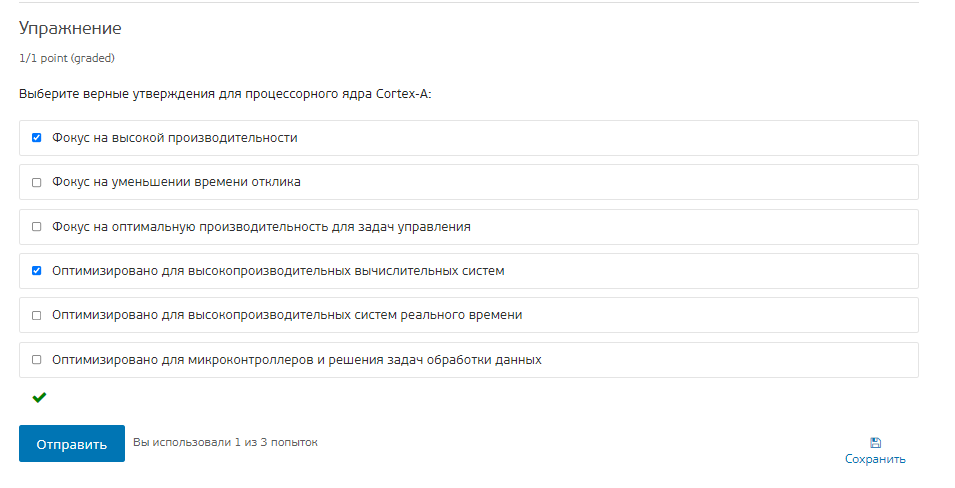 Упражнение
1/1 point (graded)
Выберите верные утверждения для процессорного ядра Cortex-A:
Фокус на высокой производительности
Фокус на уменьшении времени отклика
Фокус на оптимальную производительность для задач управления
Оптимизировано для высокопроизводительных вычислительных систем
Оптимизировано для высокопроизводительных систем реального времени
Оптимизировано для микроконтроллеров и решения задач обработки данных
Отправить
Вы использовали 1 из 3 попыток
Сохранить